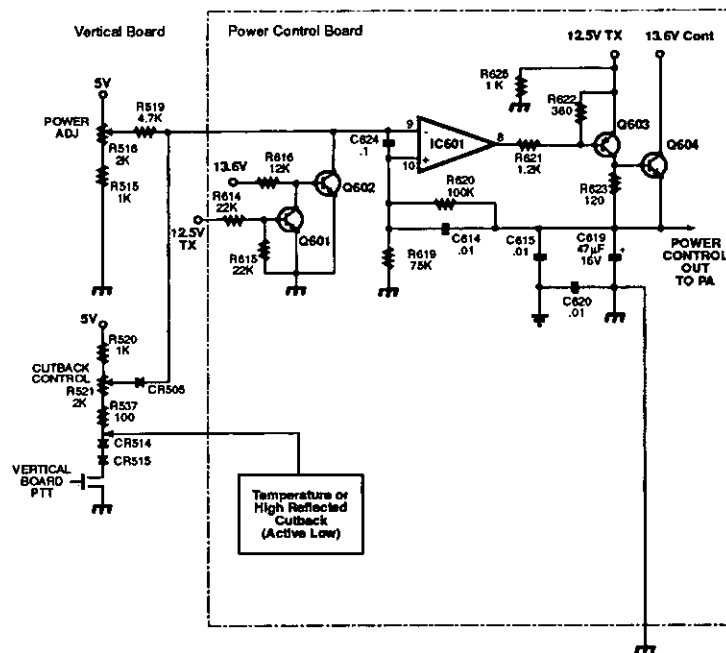 Vertical Board
Power Control Board
12.5V TX
13.6V Cont
5V
R519
4.7K
POWER
ADJ
R516
2K
R515
1K
R625
1 K
R622
360
Q603
Q604
9
C624
.1
-
IC601
8
+
10
R621
1.2K
13.6V
R616
12K
Q602
R614
22K
12.5V
TX
Q601
R615
22K
R620
100K
R623
120
C614
.01
R619
75K
C615
.01
C619
47µF
16V
+
POWER
CONTROL
OUT
TO PA
C620
.01
5V
R520
1K
CUTBACK
CONTROL
R521
2K
CR505
R537
100
CR514
CR515
VERTICAL
BOARD
PTT
Temperature or
High Reflected
Cutback
(Active Low)